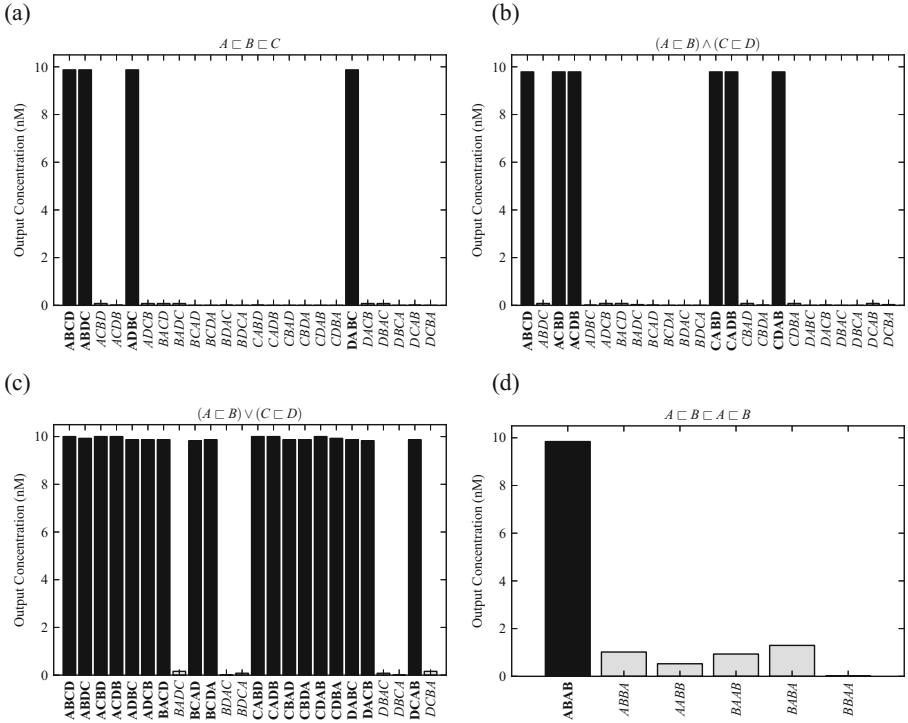 (a)
A ⊏ B ⊏ C
Output Concentration (nM)
10
8
6
4
2
0
ABCD
ABDC
ACBD
ACDB
ADBC
ADCB
BACD
BADC
BCAD
BCDA
BDAC
BDCA
CABD
CADB
CBAD
CBDA
CDAB
CDBA
DABC
DACB
DBAC
DBCA
DCAB
DCBA
(b)
(A ⊏ B) ∧ (C ⊏ D)
Output Concentration (nM)
10
8
6
4
2
0
ABCD
ABDC
ACBD
ACDB
ADBC
ADCB
BACD
BADC
BCAD
BCDA
BDAC
BDCA
CABD
CADB
CBAD
CBDA
CDAB
CDBA
DABC
DACB
DBAC
DBCA
DCAB
DCBA
(c)
(A ⊏ B) ∨ (C ⊏ D)
Output Concentration (nM)
10
8
6
4
2
0
ABCD
ABDC
ACBD
ACDB
ADBC
ADCB
BACD
BADC
BCAD
BCDA
BDAC
BDCA
CABD
CADB
CBAD
CBDA
CDAB
CDBA
DABC
DACB
DBAC
DBCA
DCAB
DCBA
(d)
A ⊏ B ⊏ A ⊏ B
Output Concentration (nM)
10
8
6
4
2
0
ABAB
ABBA
AABB
BAAB
BABA
BBAA